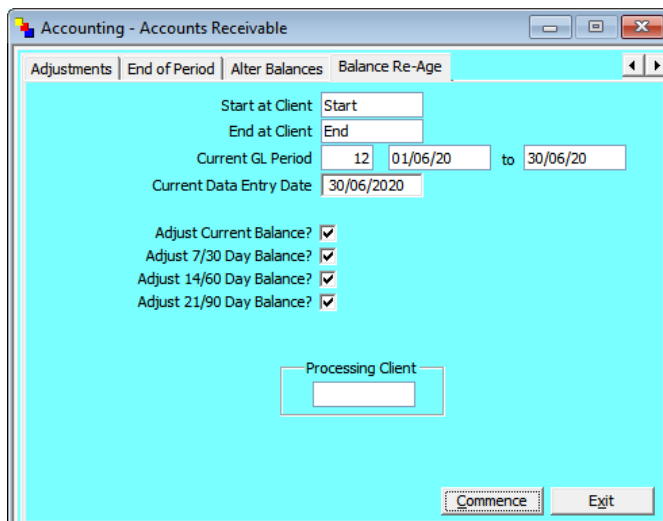 Accounting - Accounts Receivable
Adjustments End of Period Alter Balances Balance Re-Age
Start at Client Start
End at Client End
Current GL Period 12 01/06/20 to 30/06/20
Current Data Entry Date 30/06/2020
Adjust Current Balance?
Adjust 7/30 Day Balance?
Adjust 14/60 Day Balance?
Adjust 21/90 Day Balance?
Processing Client
Commence Exit